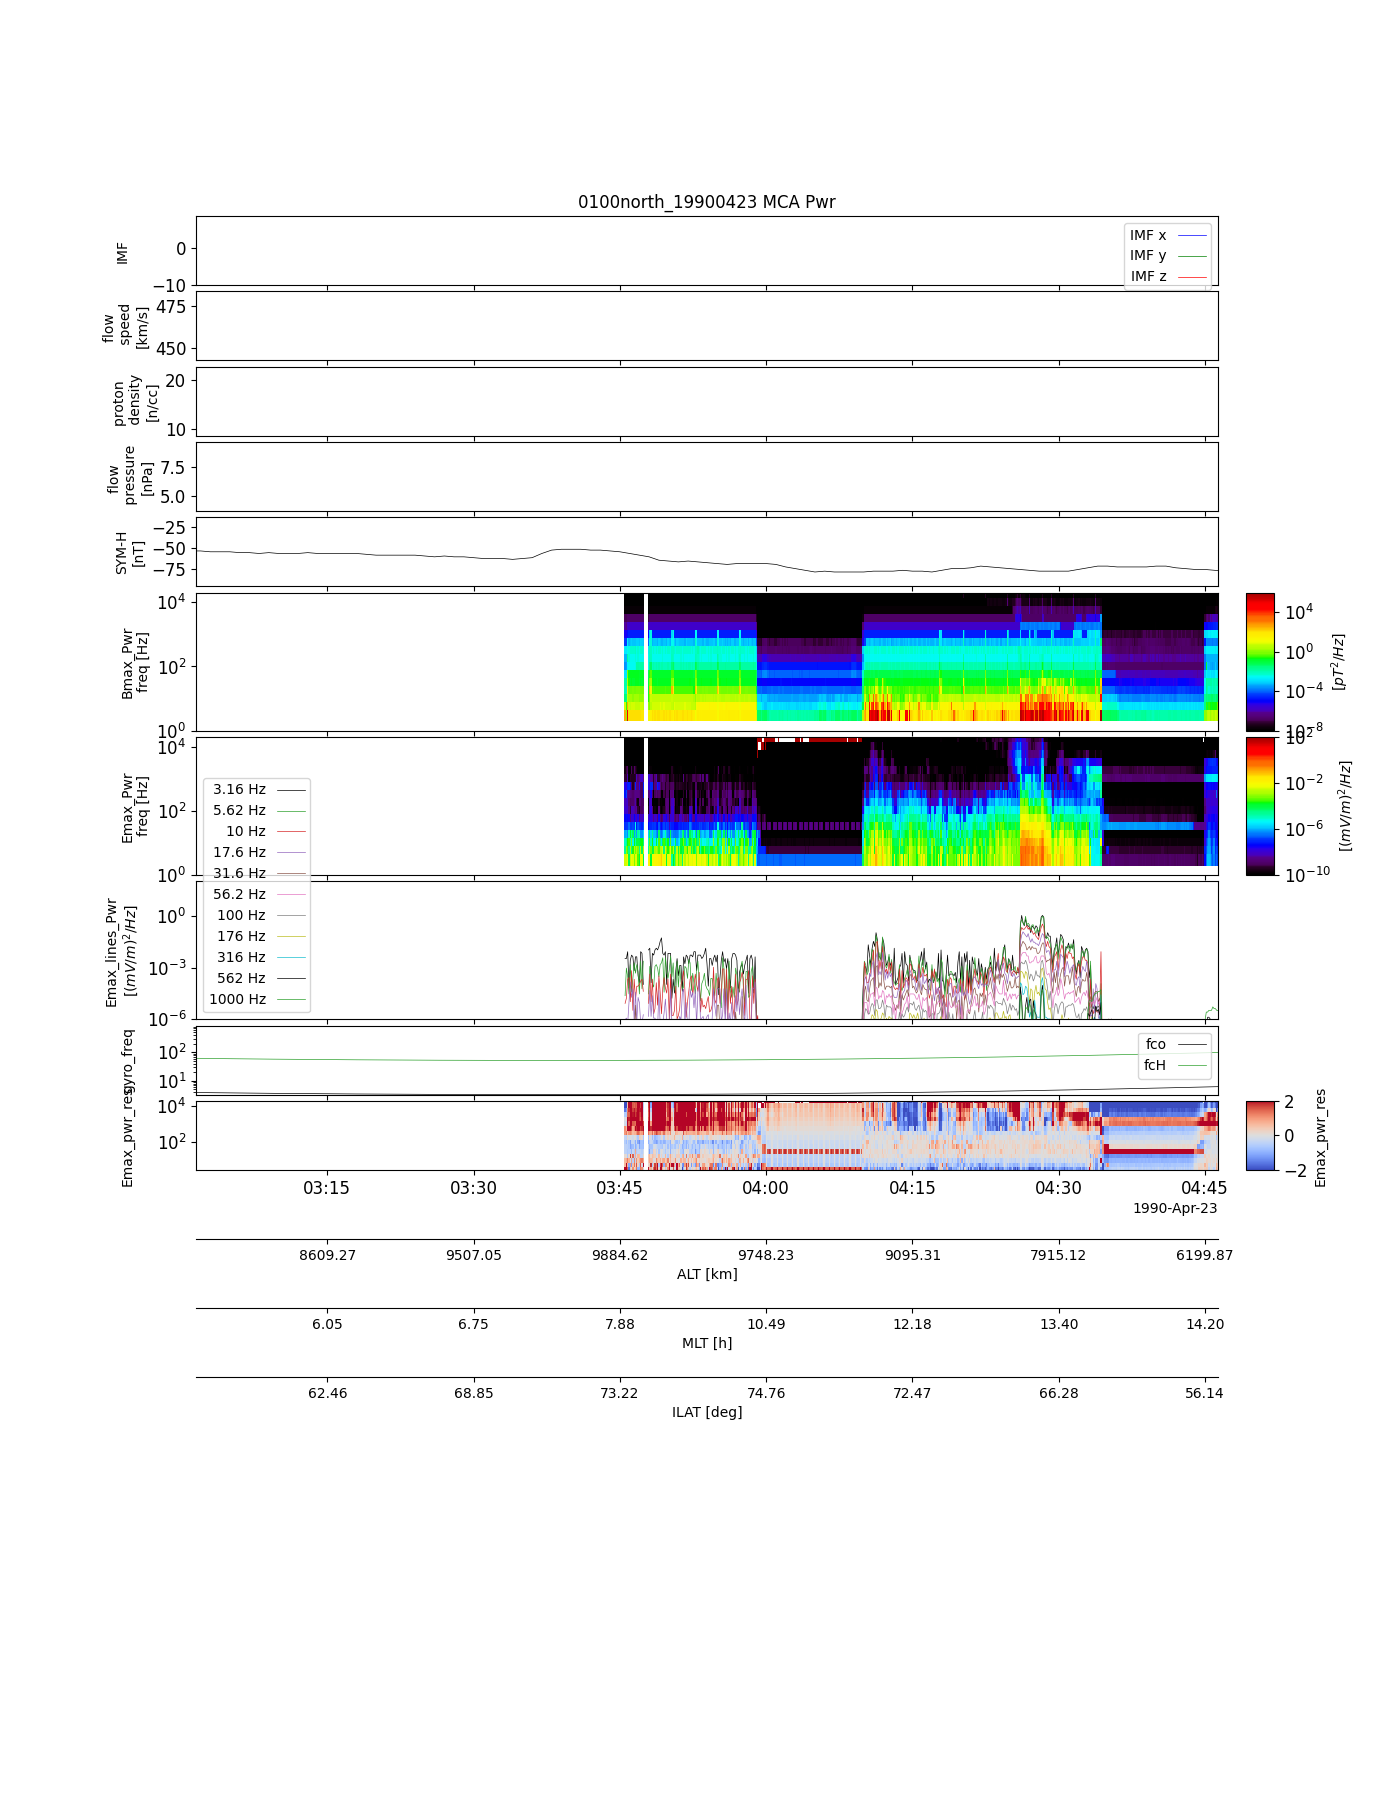 0100north_19900423 MCA Pwr
IMF
0
−10
IMF x
IMF y
IMF z
flow
speed
[km/s]
475
450
proton
density
[n/cc]
20
10
flow
pressure
[nPa]
7.5
5.0
SYM-H
[nT]
−25
−50
−75
Bmax_Pwr
freq [Hz]
10^4
10^2
10^0
10^4
10^0
10^−4
10^−8
[pT^2/Hz]
Emax_Pwr
freq [Hz]
10^4
10^2
10^0
10^2
10^−2
10^−6
10^−10
[(mV/m)^2/Hz]
3.16 Hz
5.62 Hz
10 Hz
17.6 Hz
31.6 Hz
56.2 Hz
100 Hz
176 Hz
316 Hz
562 Hz
1000 Hz
Emax_lines_Pwr
[(mV/m)^2/Hz]
10^0
10^−3
10^−6
gyro_freq
10^2
10^1
fco
fcH
Emax_pwr_res
10^4
10^2
2
0
−2
Emax_pwr_res
03:15 03:30 03:45 04:00 04:15 04:30 04:45
1990-Apr-23
8609.27 9507.05 9884.62 9748.23 9095.31 7915.12 6199.87
ALT [km]
6.05 6.75 7.88 10.49 12.18 13.40 14.20
MLT [h]
62.46 68.85 73.22 74.76 72.47 66.28 56.14
ILAT [deg]